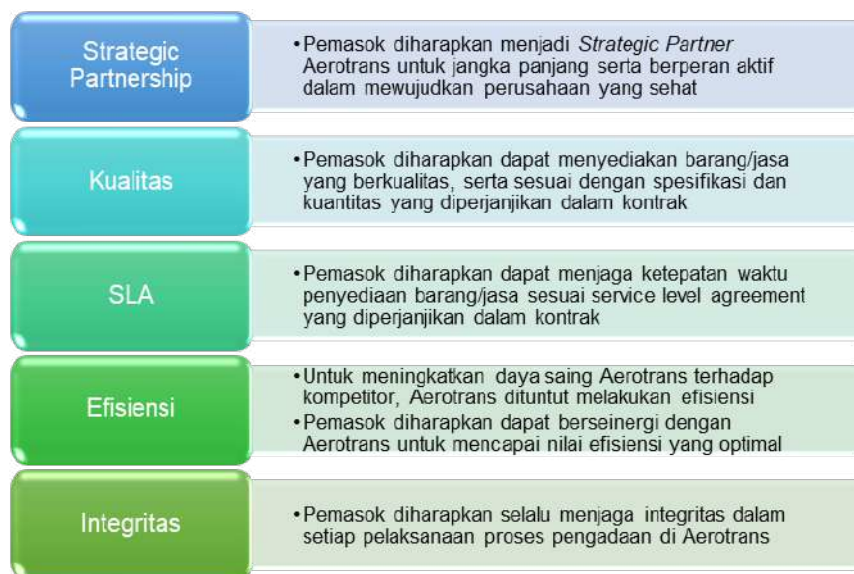 Strategic
Partnership
•Pemasok diharapkan menjadi Strategic Partner
Aerotrans untuk jangka panjang serta berperan aktif
dalam mewujudkan perusahaan yang sehat
Kualitas
•Pemasok diharapkan dapat menyediakan barang/jasa
yang berkualitas, serta sesuai dengan spesifikasi dan
kuantitas yang diperjanjikan dalam kontrak
SLA
•Pemasok diharapkan dapat menjaga ketepatan waktu
penyediaan barang/jasa sesuai service level agreement
yang diperjanjikan dalam kontrak
Efisiensi
•Untuk meningkatkan daya saing Aerotrans terhadap
kompetitor, Aerotrans dituntut melakukan efisiensi
•Pemasok diharapkan dapat berseinergi dengan
Aerotrans untuk mencapai nilai efisiensi yang optimal
Integritas
•Pemasok diharapkan selalu menjaga integritas dalam
setiap pelaksanaan proses pengadaan di Aerotrans